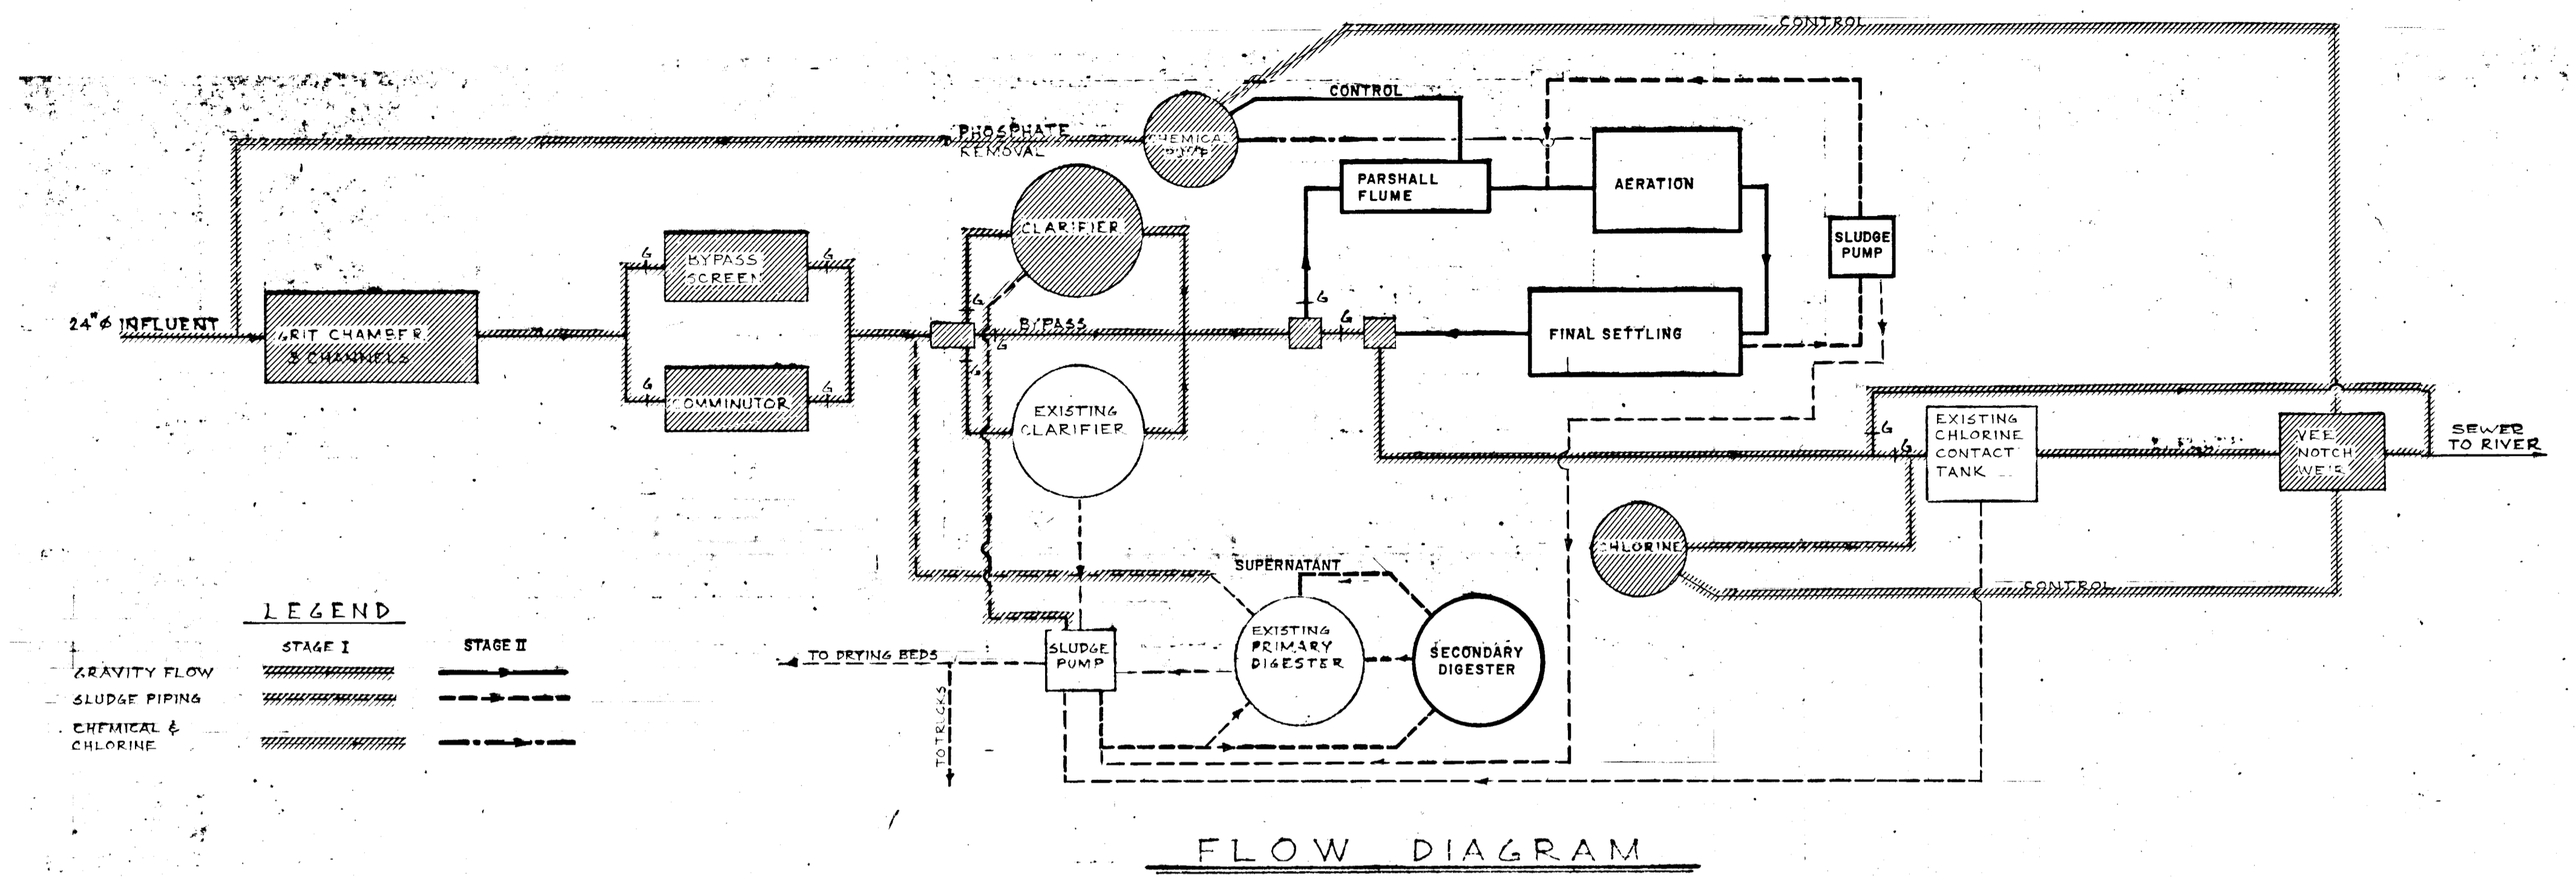 CONTROL
CONTROL
PHOSPHATE
REMOVAL
CHEMICAL
PUMP
PARSHALL
FLUME
AERATION
CLARIFIER
SLUDGE
PUMP
G
G
BYPASS
SCREEN
G
G
24"ø INFLUENT
GRIT CHAMBER
3 CHANNELS
BYPASS
G
G
FINAL SETTLING
G
G
G
COMMINUTOR
EXISTING
CLARIFIER
G
G
EXISTING
CHLORINE
CONTACT
TANK
VEE
NOTCH
WEIR
SEWER
TO RIVER
CHLORINE
CONTROL
SUPERNATANT
LEGEND
STAGE I
STAGE II
GRAVITY FLOW
SLUDGE PIPING
CHEMICAL &
CHLORINE
TO DRYING BEDS
TO TRUCKS
SLUDGE
PUMP
EXISTING
PRIMARY
DIGESTER
SECONDARY
DIGESTER
FLOW DIAGRAM